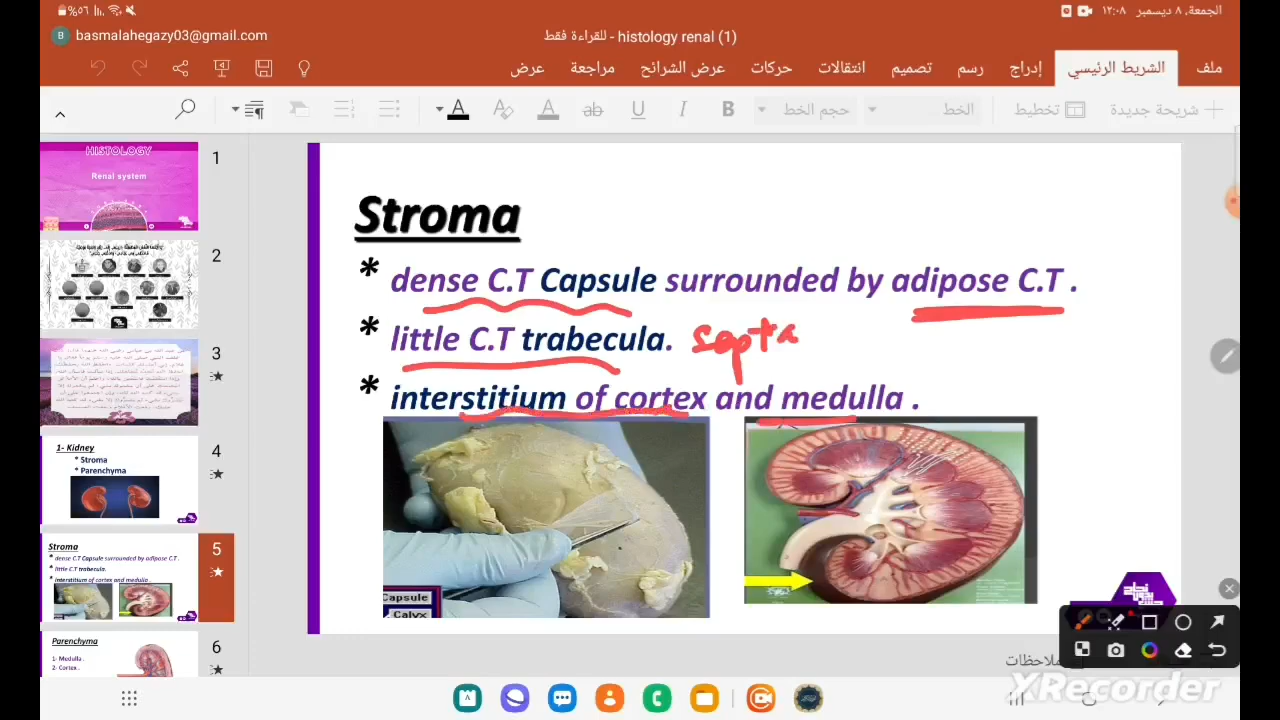 الجمعة، ٨ ديسمبر ١٢:٠٨
٥٦%
basmalahegazy03@gmail.com
B
histology renal (1) - للقراءة فقط
ملف الشريط الرئيسي إدراج رسم تصميم انتقالات حركات عرض الشرائح مراجعة عرض
شريحة جديدة تخطيط الخط حجم الخط B I U ab A A
1
HISTOLOGY
Renal system
2
3
4
1- Kidney
* Stroma
* Parenchyma
5
Stroma
* dense C.T Capsule surrounded by adipose C.T .
* little C.T trabecula.
* interstitium of cortex and medulla .
6
Parenchyma
1- Medulla .
2- Cortex .
Stroma
* dense C.T Capsule surrounded by adipose C.T .
* little C.T trabecula. septa
* interstitium of cortex and medulla .
Capsule
Calyx
ملاحظات
XRecorder